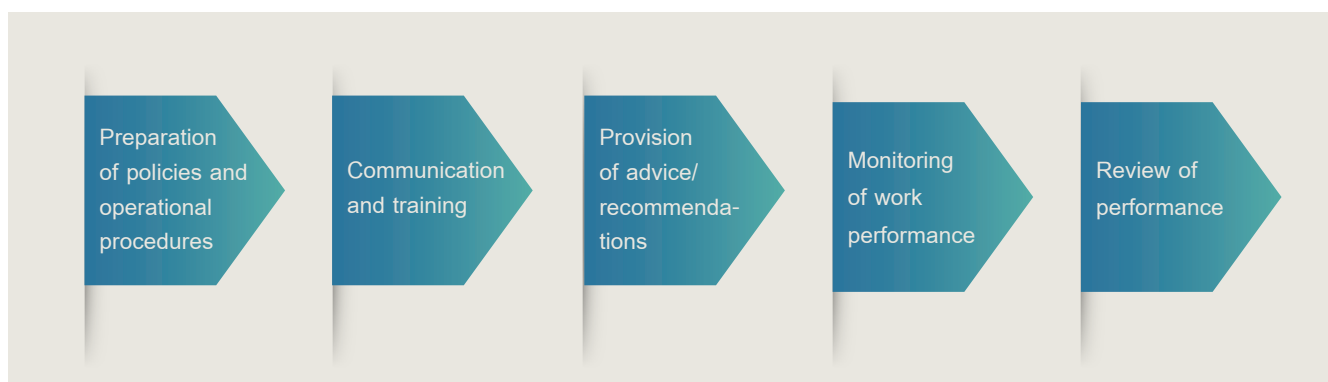 Preparation
of policies and
operational
procedures
Communication
and training
Provision
of advice/
recommenda-
tions
Monitoring
of work
performance
Review of
performance